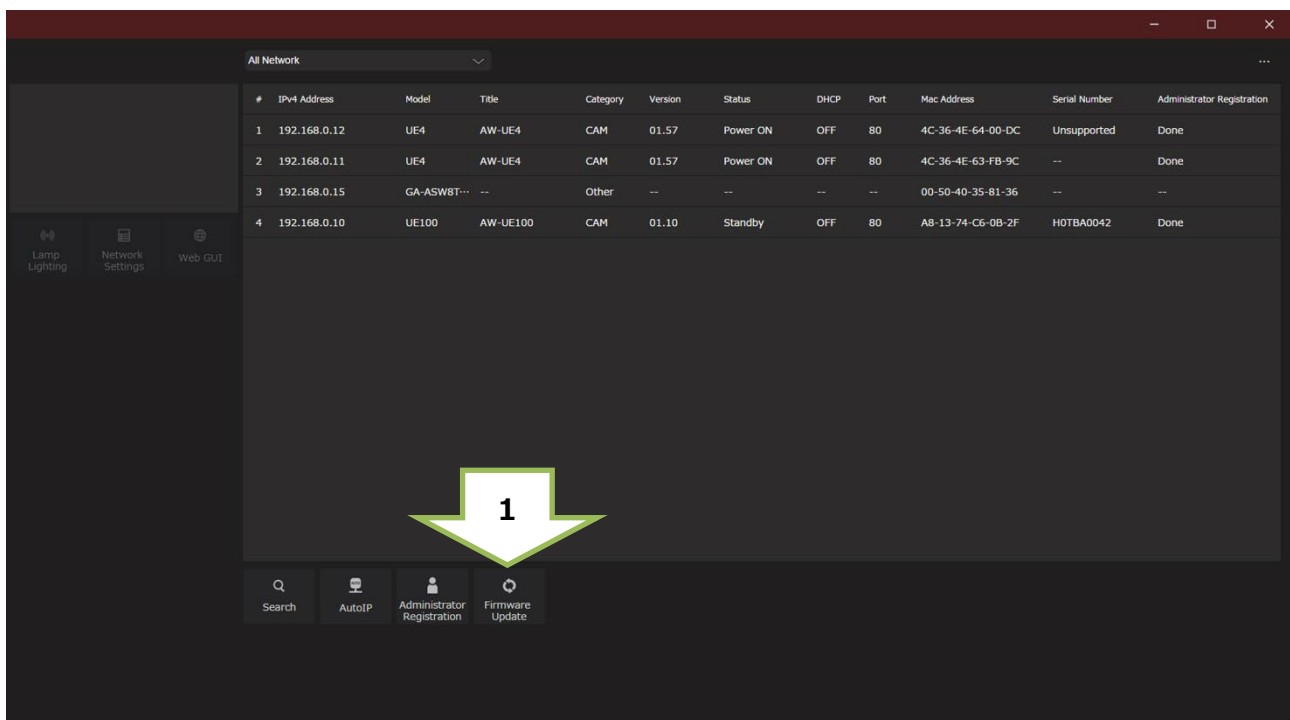 All Network
...
# IPv4 Address Model Title Category Version Status DHCP Port Mac Address Serial Number Administrator Registration
1 192.168.0.12 UE4 AW-UE4 CAM 01.57 Power ON OFF 80 4C-36-4E-64-00-DC Unsupported Done
2 192.168.0.11 UE4 AW-UE4 CAM 01.57 Power ON OFF 80 4C-36-4E-63-FB-9C -- Done
3 192.168.0.15 GA-ASW8T… -- Other -- -- -- -- 00-50-40-35-81-36 -- --
4 192.168.0.10 UE100 AW-UE100 CAM 01.10 Standby OFF 80 A8-13-74-C6-0B-2F H0TBA0042 Done
Lamp
Lighting
Network
Settings
Web GUI
1
Search
AutoIP
Administrator
Registration
Firmware
Update